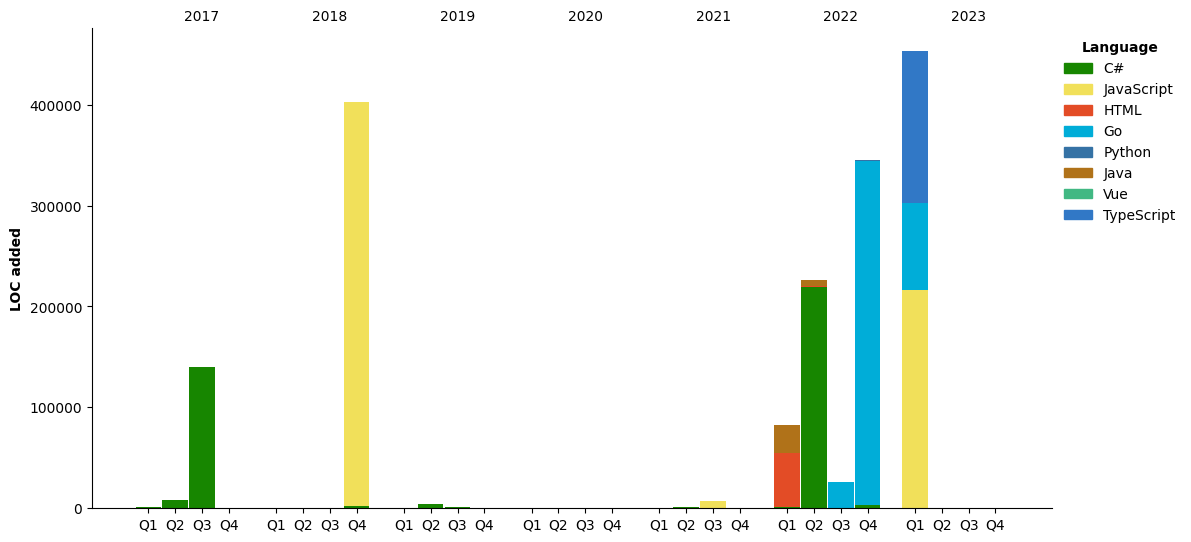 2017 2018 2019 2020 2021 2022 2023
Language
C#
JavaScript
HTML
Go
Python
Java
Vue
TypeScript
LOC added
400000
300000
200000
100000
0
Q1 Q2 Q3 Q4 Q1 Q2 Q3 Q4 Q1 Q2 Q3 Q4 Q1 Q2 Q3 Q4 Q1 Q2 Q3 Q4 Q1 Q2 Q3 Q4 Q1 Q2 Q3 Q4